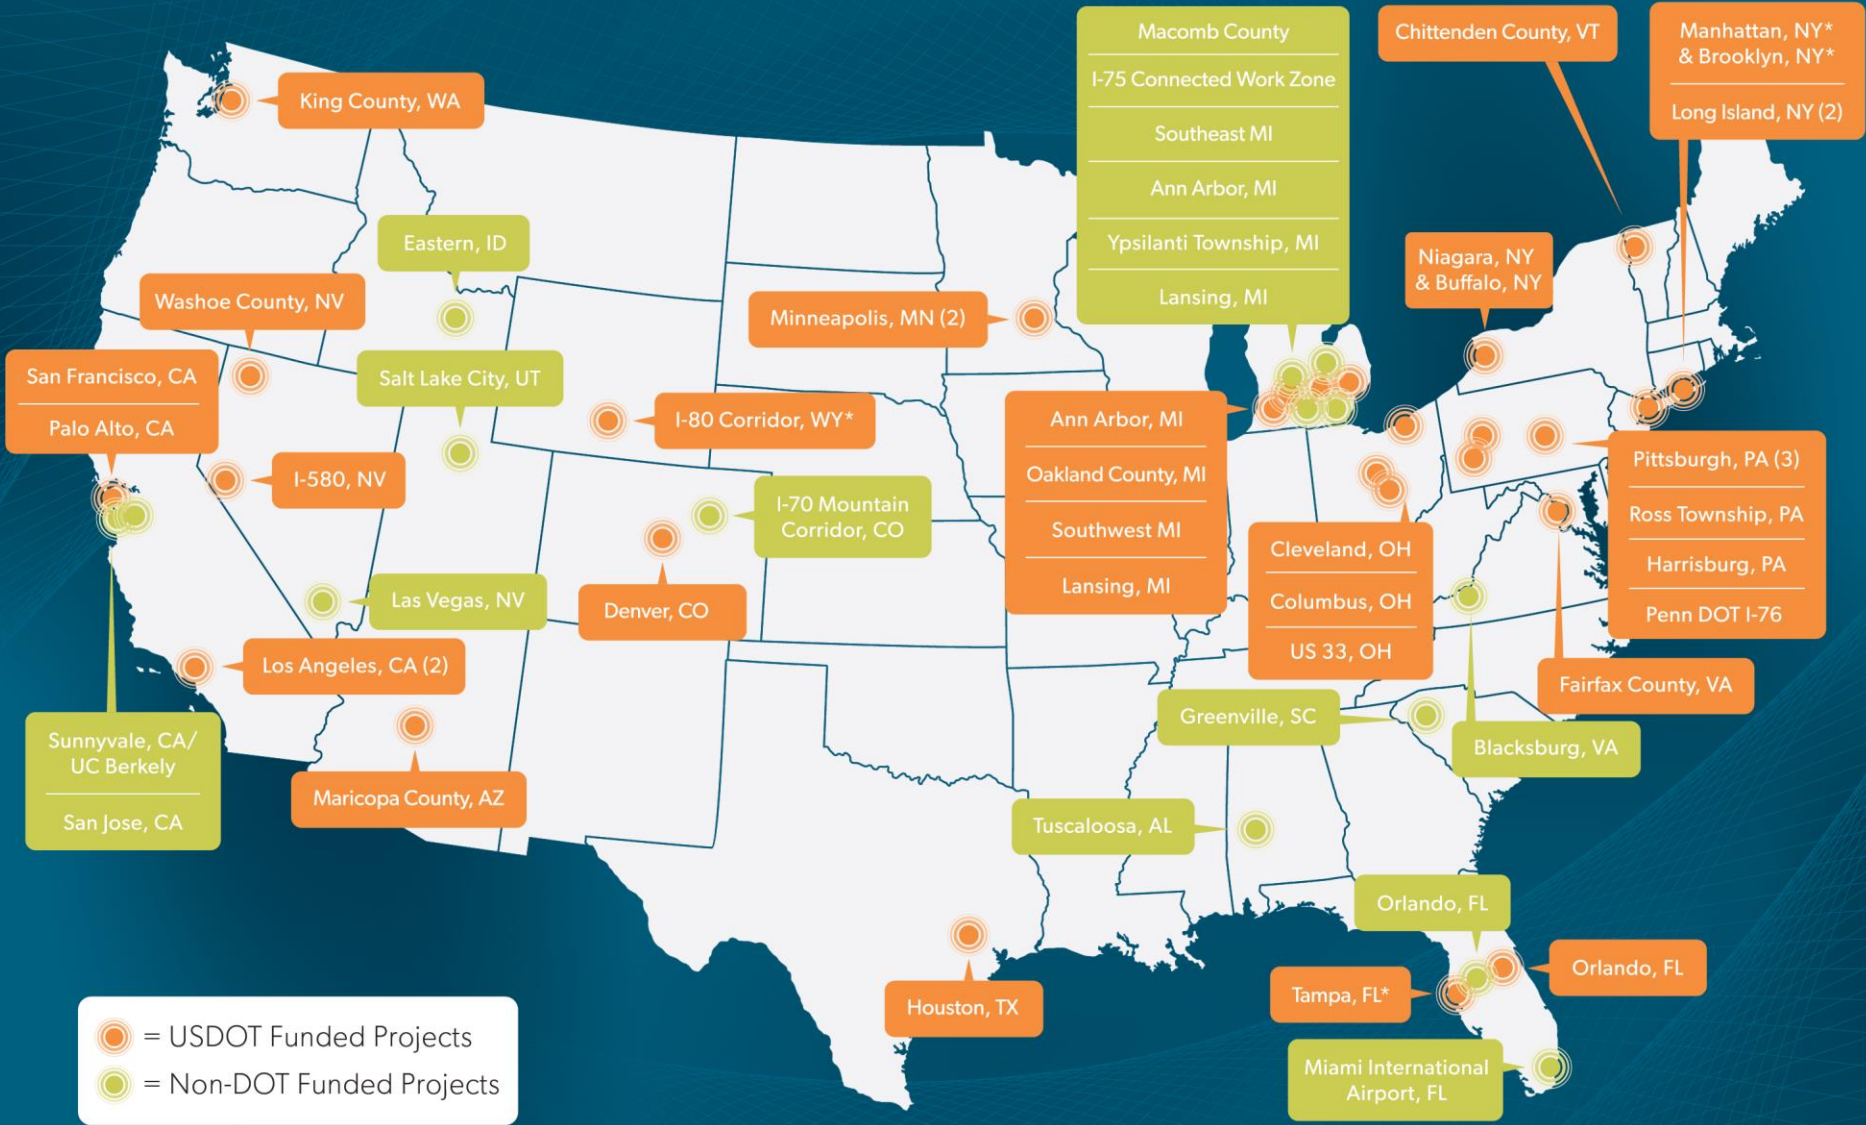 Macomb County
I-75 Connected Work Zone
Southeast MI
Ann Arbor, MI
Ypsilanti Township, MI
Lansing, MI
Chittenden County, VT
Manhattan, NY*
& Brooklyn, NY*
Long Island, NY (2)
King County, WA
Eastern, ID
Niagara, NY
& Buffalo, NY
Washoe County, NV
Minneapolis, MN (2)
San Francisco, CA
Palo Alto, CA
Salt Lake City, UT
I-80 Corridor, WY*
Ann Arbor, MI
Oakland County, MI
Southwest MI
Lansing, MI
Pittsburgh, PA (3)
Ross Township, PA
Harrisburg, PA
Penn DOT I-76
I-580, NV
I-70 Mountain
Corridor, CO
Cleveland, OH
Columbus, OH
US 33, OH
Las Vegas, NV
Denver, CO
Los Angeles, CA (2)
Fairfax County, VA
Greenville, SC
Blacksburg, VA
Sunnyvale, CA/
UC Berkely
San Jose, CA
Maricopa County, AZ
Tuscaloosa, AL
Orlando, FL
Orlando, FL
Tampa, FL*
Houston, TX
Miami International
Airport, FL
= USDOT Funded Projects
= Non-DOT Funded Projects